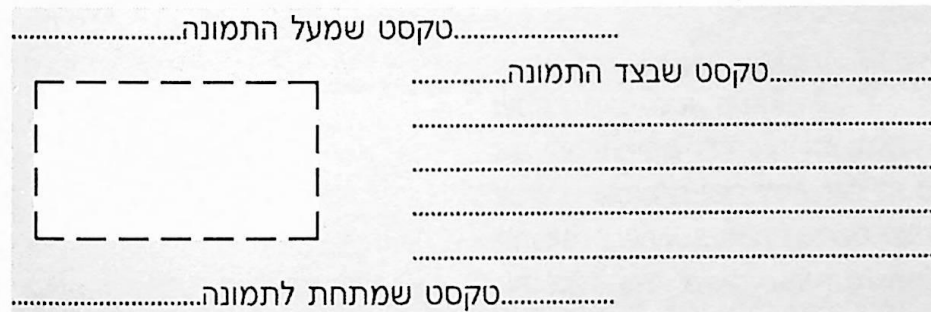 ..........................טקסט שמעל התמונה..........................
..........................טקסט שבצד התמונה...............
..................................................................................
..................................................................................
..................................................................................
..................................................................................
..................טקסט שמתחת לתמונה..............................